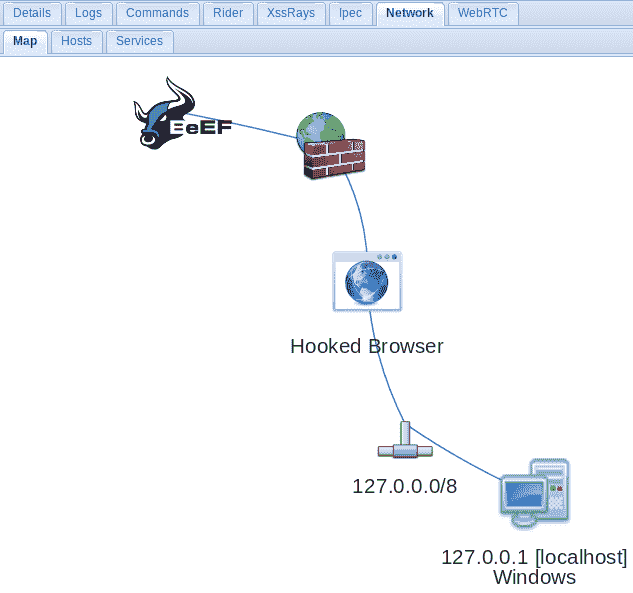 Details Logs Commands Rider XssRays Ipec Network WebRTC
Map Hosts Services
BeEF
Hooked Browser
127.0.0.0/8
127.0.0.1 [localhost]
Windows